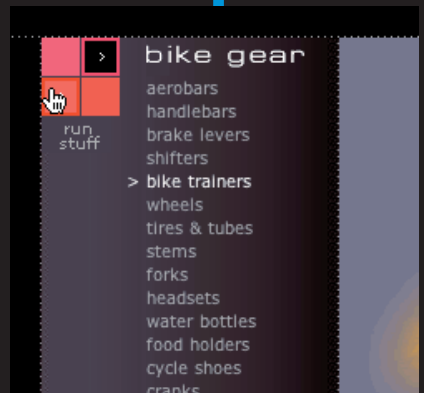 >
bike gear
run
stuff
aerobars
handlebars
brake levers
shifters
> bike trainers
wheels
tires & tubes
stems
forks
headsets
water bottles
food holders
cycle shoes
cranks